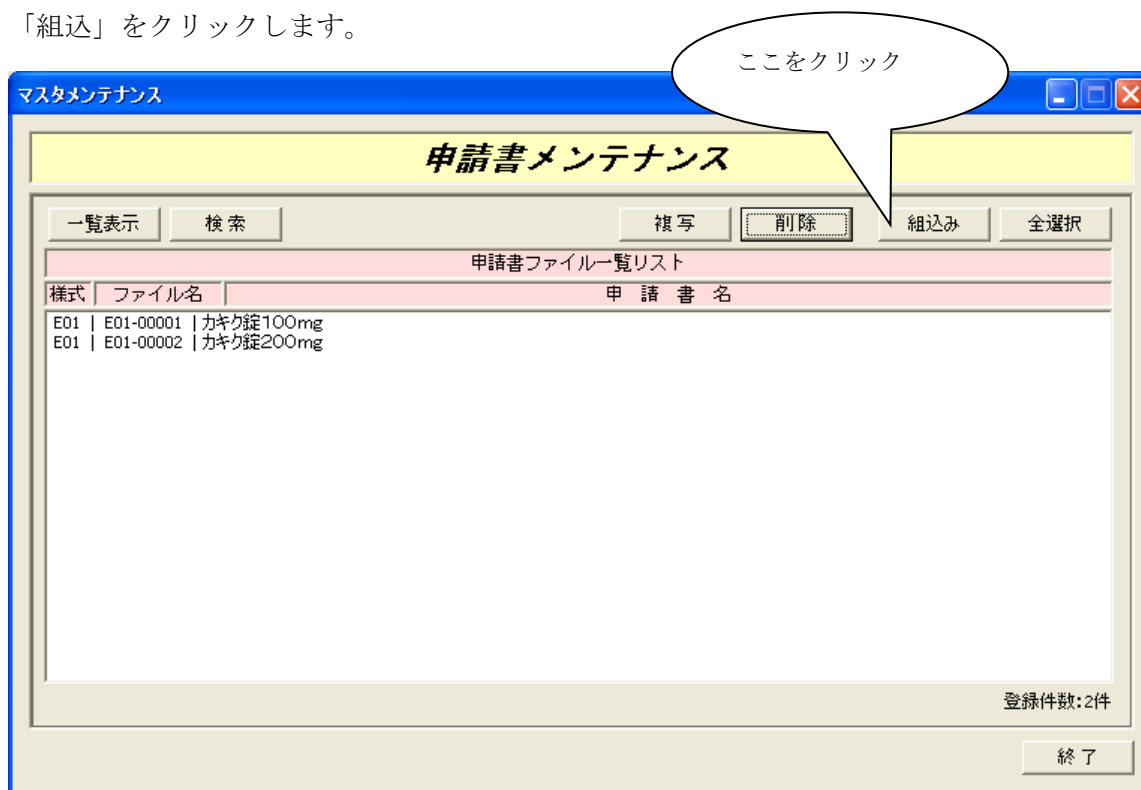 「組込」をクリックします。
ここをクリック
マスタメンテナンス
申請書メンテナンス
一覧表示 検索 複写 削除 組込み 全選択
申請書ファイル一覧リスト
様式 ファイル名 申 請 書 名
E01 | E01-00001 | カキク錠100mg
E01 | E01-00002 | カキク錠200mg
登録件数:2件
終了